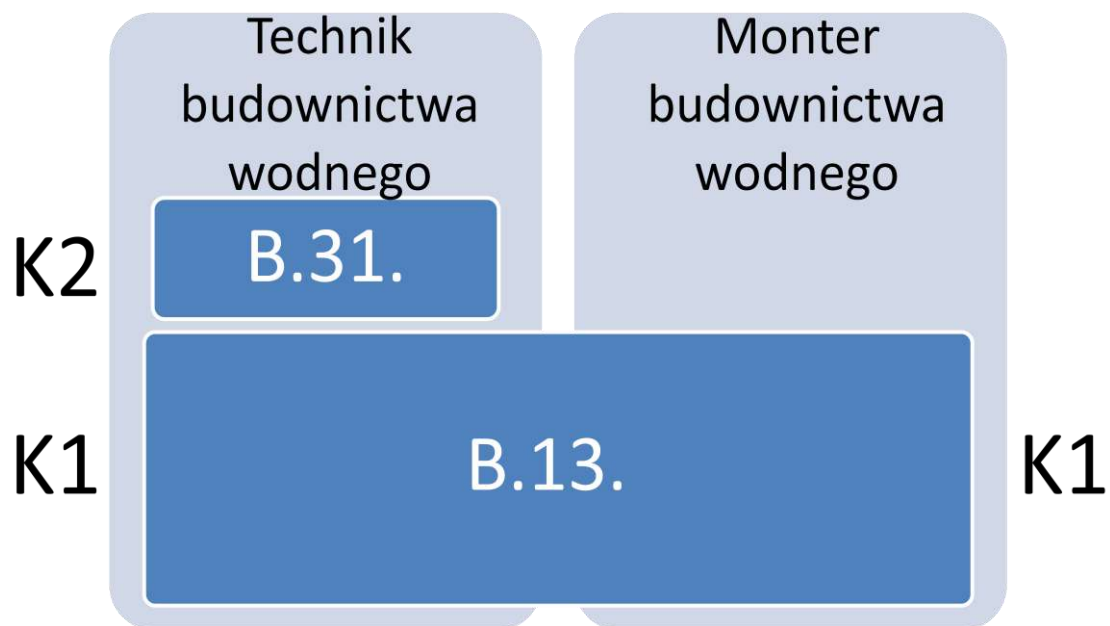 Technik
budownictwa
wodnego
Monter
budownictwa
wodnego
K2
B.31.
K1
B.13.
K1